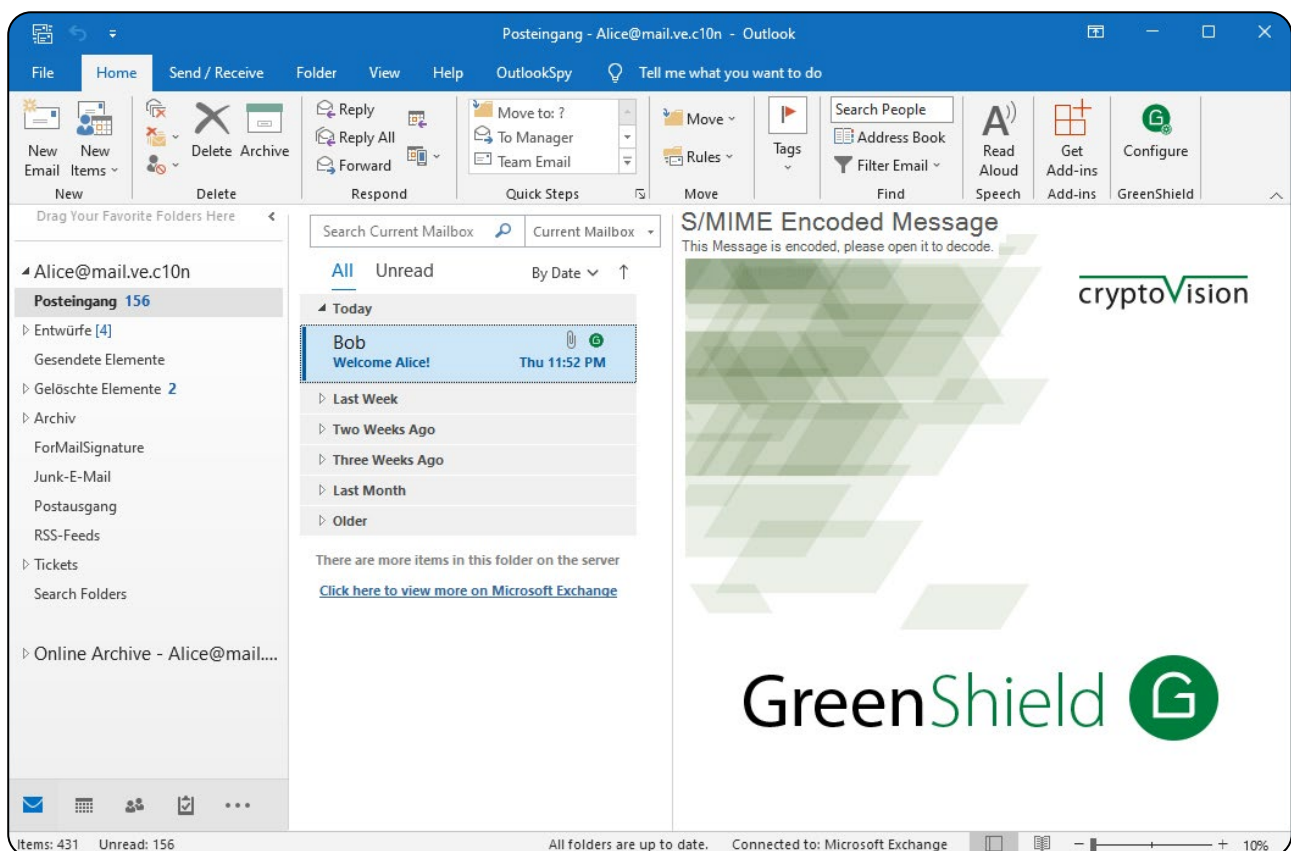 Posteingang - Alice@mail.ve.c10n - Outlook
File Home Send / Receive Folder View Help OutlookSpy Tell me what you want to do
New Email
New Items
Delete
Archive
Reply
Reply All
Forward
Move to: ?
To Manager
Team Email
Move
Rules
Tags
Search People
Address Book
Filter Email
Read Aloud
Get Add-ins
Configure
New Delete Respond Quick Steps Move Find Speech Add-ins GreenShield
Drag Your Favorite Folders Here
Alice@mail.ve.c10n
Posteingang 156
Entwürfe [4]
Gesendete Elemente
Gelöschte Elemente 2
Archiv
ForMailSignature
Junk-E-Mail
Postausgang
RSS-Feeds
Tickets
Search Folders
Online Archive - Alice@mail....
Search Current Mailbox Current Mailbox
All Unread By Date
Today
Bob
Welcome Alice! Thu 11:52 PM
Last Week
Two Weeks Ago
Three Weeks Ago
Last Month
Older
There are more items in this folder on the server
Click here to view more on Microsoft Exchange
S/MIME Encoded Message
This Message is encoded, please open it to decode.
cryptovision
GreenShield G
Items: 431 Unread: 156 All folders are up to date. Connected to: Microsoft Exchange 10%